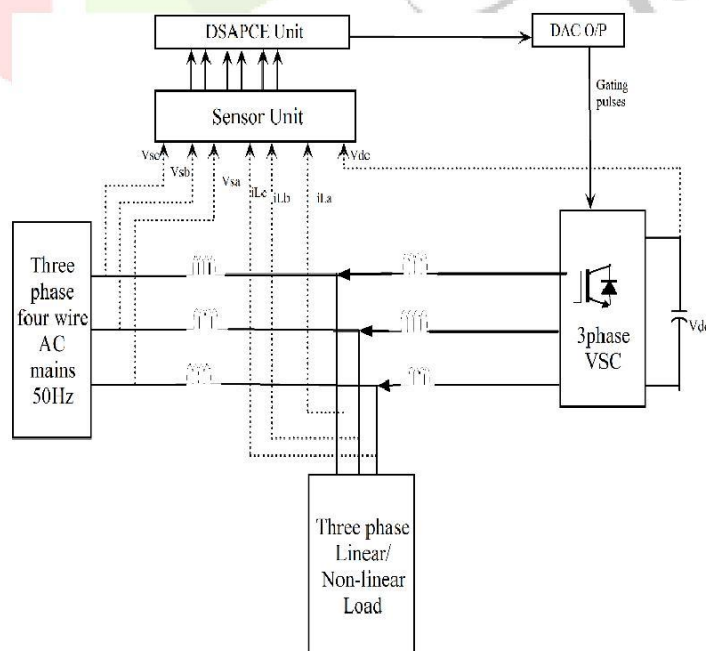 DSAPCE Unit
DAC O/P
Gating
pulses
Sensor Unit
Vsc
Vsb
Vsa
iLc
iLb
iLa
Vdc
Three
phase
four wire
AC
mains
50Hz
3phase
VSC
Vdc
Three phase
Linear/
Non-linear
Load